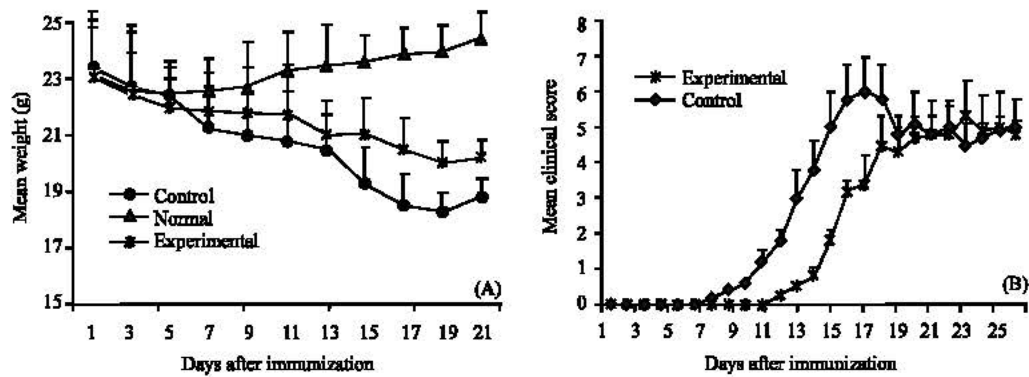 25
23
21
19
17
15
Mean weight (g)
Control
Normal
Experimental
(A)
1 3 5 7 9 11 13 15 17 19 21
Days after immunization
8
7
6
5
4
3
2
1
0
Mean clinical score
Experimental
Control
(B)
1 3 5 7 9 11 13 15 17 19 21 23 25
Days after immunization